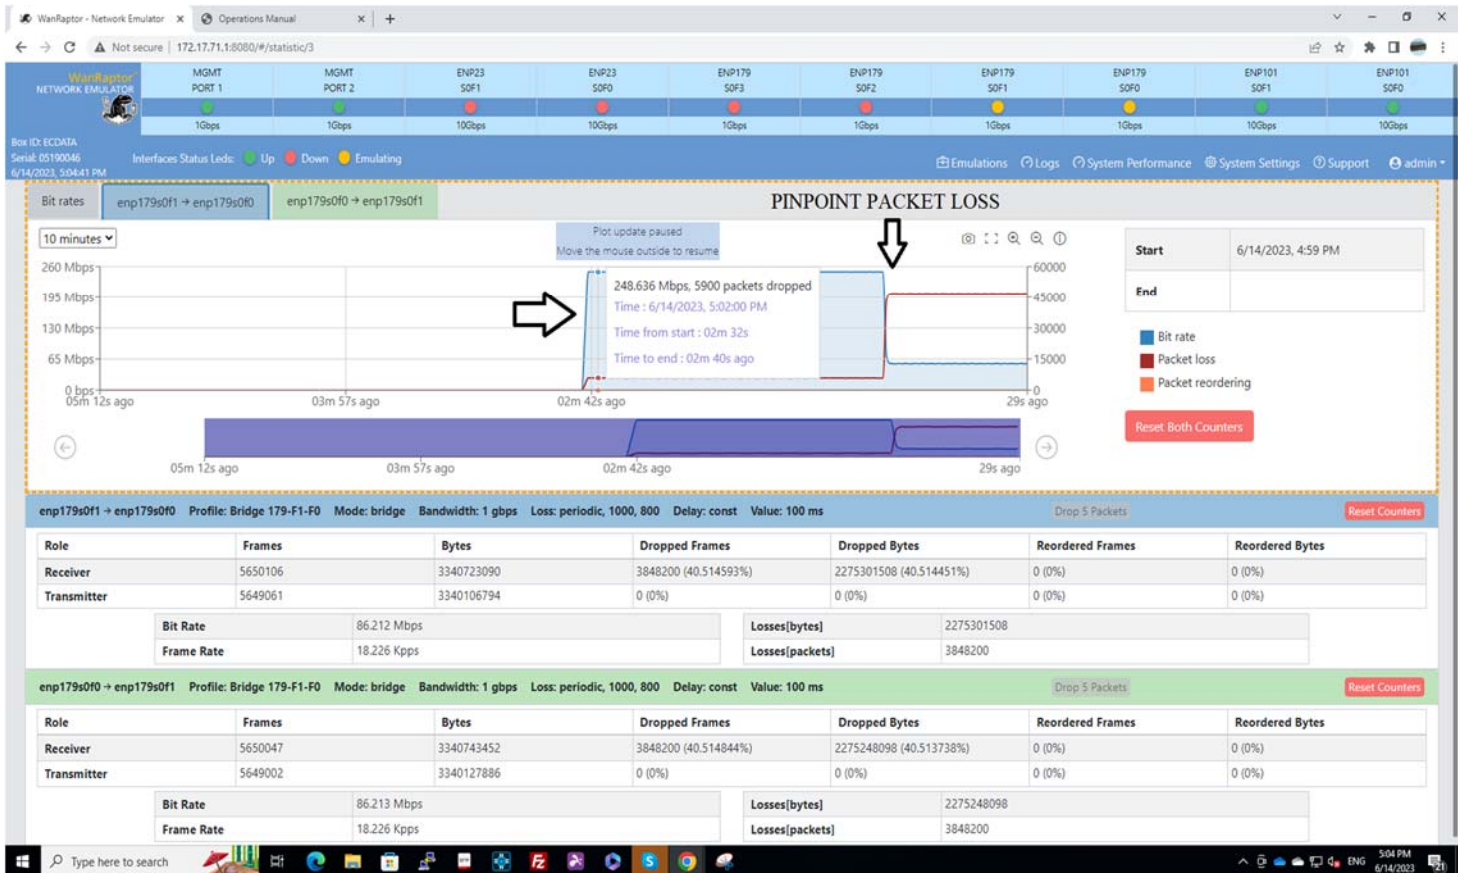 WanRaptor - Network Emulator
Operations Manual
Not secure | 172.17.71.1:8080/#/statistic/3
WanRaptor
NETWORK EMULATOR
MGMT PORT 1 1Gbps
MGMT PORT 2 1Gbps
ENP23 S0F1 10Gbps
ENP23 S0F0 10Gbps
ENP179 S0F3 1Gbps
ENP179 S0F2 1Gbps
ENP179 S0F1 1Gbps
ENP179 S0F0 1Gbps
ENP101 S0F1 10Gbps
ENP101 S0F0 10Gbps
Box ID: ECDATA
Serial: 05190046
6/14/2023, 5:04:41 PM
Interfaces Status Leds: Up Down Emulating
Emulations Logs System Performance System Settings Support admin
Bit rates enp179s0f1 → enp179s0f0 enp179s0f0 → enp179s0f1
PINPOINT PACKET LOSS
10 minutes
Plot update paused
Move the mouse outside to resume
260 Mbps
195 Mbps
130 Mbps
65 Mbps
0 bps
60000
45000
30000
15000
0
248.636 Mbps, 5900 packets dropped
Time : 6/14/2023, 5:02:00 PM
Time from start : 02m 32s
Time to end : 02m 40s ago
05m 12s ago 03m 57s ago 02m 42s ago 29s ago
05m 12s ago 03m 57s ago 02m 42s ago 29s ago
Start 6/14/2023, 4:59 PM
End
Bit rate
Packet loss
Packet reordering
Reset Both Counters
enp179s0f1 → enp179s0f0 Profile: Bridge 179-F1-F0 Mode: bridge Bandwidth: 1 gbps Loss: periodic, 1000, 800 Delay: const Value: 100 ms Drop 5 Packets Reset Counters
Role Frames Bytes Dropped Frames Dropped Bytes Reordered Frames Reordered Bytes
Receiver 5650106 3340723090 3848200 (40.514593%) 2275301508 (40.514451%) 0 (0%) 0 (0%)
Transmitter 5649061 3340106794 0 (0%) 0 (0%) 0 (0%) 0 (0%)
Bit Rate 86.212 Mbps Losses[bytes] 2275301508
Frame Rate 18.226 Kpps Losses[packets] 3848200
enp179s0f0 → enp179s0f1 Profile: Bridge 179-F1-F0 Mode: bridge Bandwidth: 1 gbps Loss: periodic, 1000, 800 Delay: const Value: 100 ms Drop 5 Packets Reset Counters
Role Frames Bytes Dropped Frames Dropped Bytes Reordered Frames Reordered Bytes
Receiver 5650047 3340743452 3848200 (40.514844%) 2275248098 (40.513738%) 0 (0%) 0 (0%)
Transmitter 5649002 3340127886 0 (0%) 0 (0%) 0 (0%) 0 (0%)
Bit Rate 86.213 Mbps Losses[bytes] 2275248098
Frame Rate 18.226 Kpps Losses[packets] 3848200
Type here to search
ENG
5:04 PM
6/14/2023
21